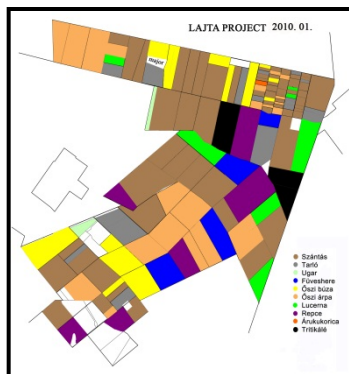 LAJTA PROJECT 2010. 01.
major
Szántás
Tarló
Ugar
Füveshere
Őszi búza
Őszi árpa
Lucerna
Repce
Árukukorica
Tritikálé